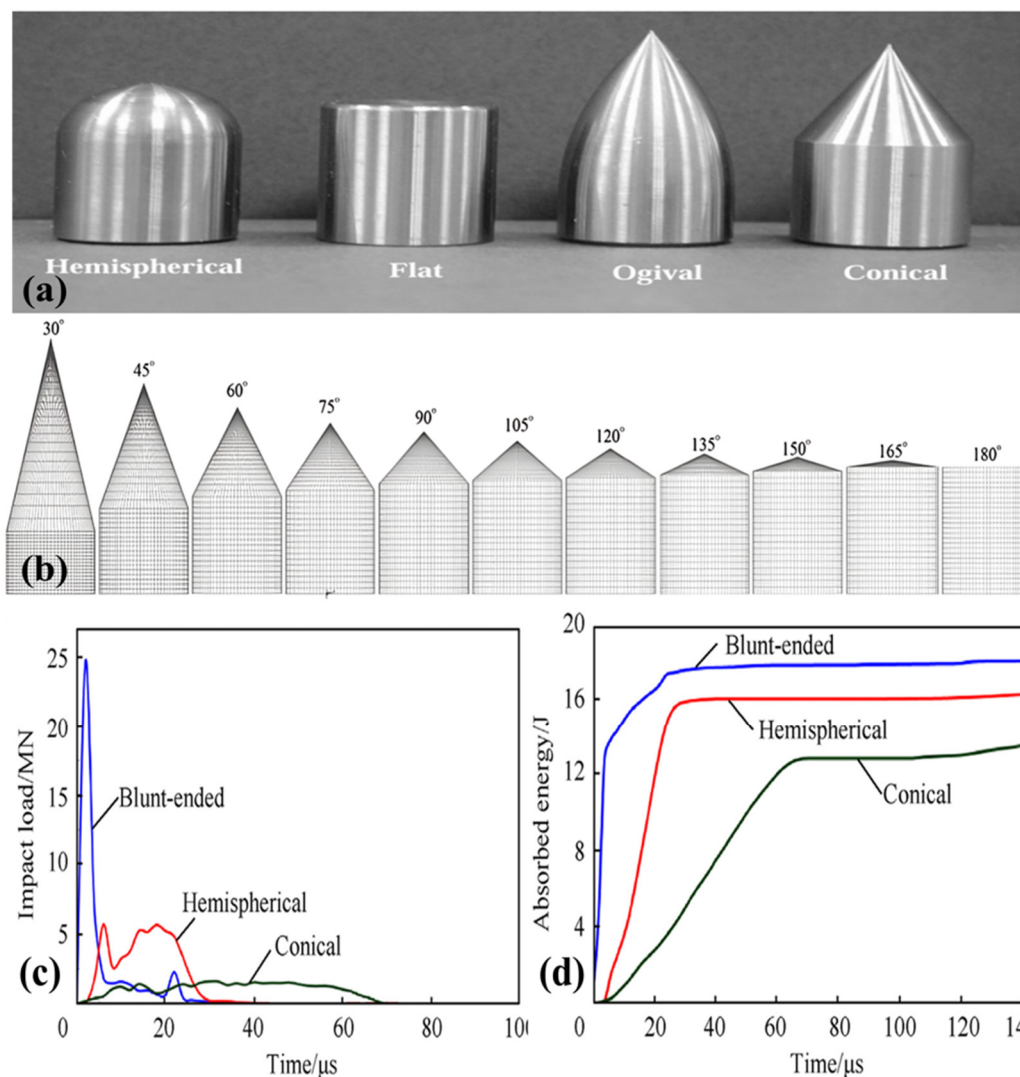 Hemispherical Flat Ogival Conical
(a)
30° 45° 60° 75° 90° 105° 120° 135° 150° 165° 180°
(b)
25
20
15
10
5
Impact load/MN
Blunt-ended
Hemispherical
Conical
(c)
0 20 40 60 80 100
Time/μs
20
16
12
8
4
Absorbed energy/J
Blunt-ended
Hemispherical
Conical
(d)
0 20 40 60 80 100 120
Time/μs